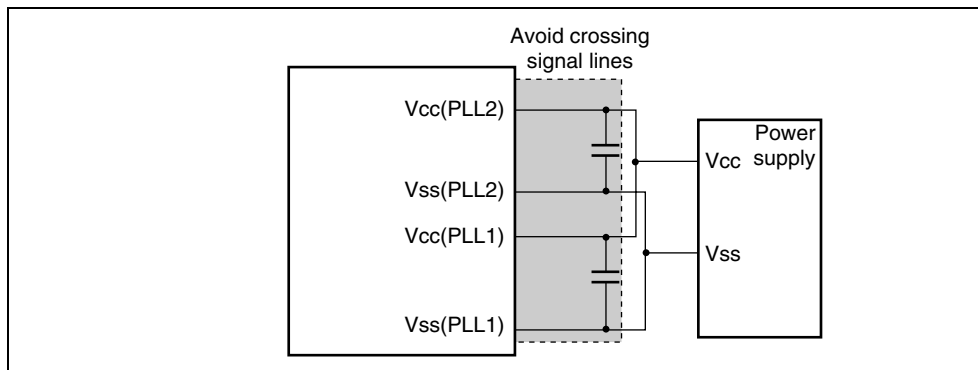 Avoid crossing
signal lines
Vcc(PLL2)
Vss(PLL2)
Vcc(PLL1)
Vss(PLL1)
Power
supply
Vcc
Vss